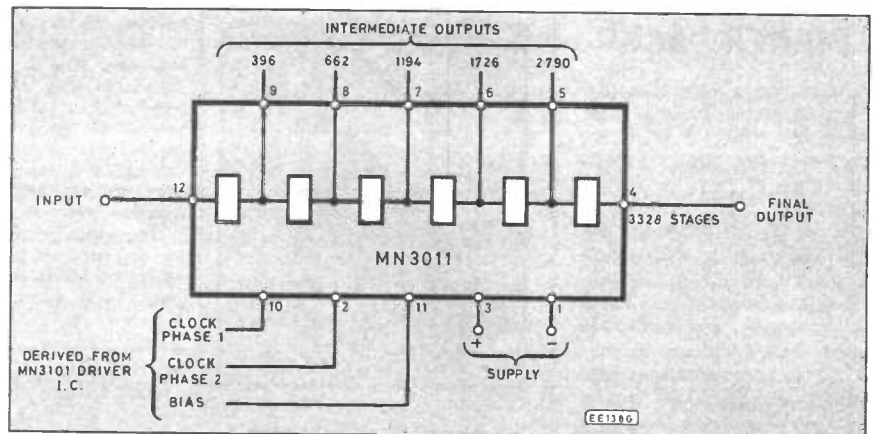 INTERMEDIATE OUTPUTS
396 662 1194 1726 2790
9 8 7 6 5
INPUT 12 4 FINAL
3328 STAGES OUTPUT
MN3011
10 2 11 3 1
CLOCK
PHASE 1
+ -
DERIVED FROM
MN3101 DRIVER
I.C.
CLOCK
PHASE 2
SUPPLY
BIAS
EE138G